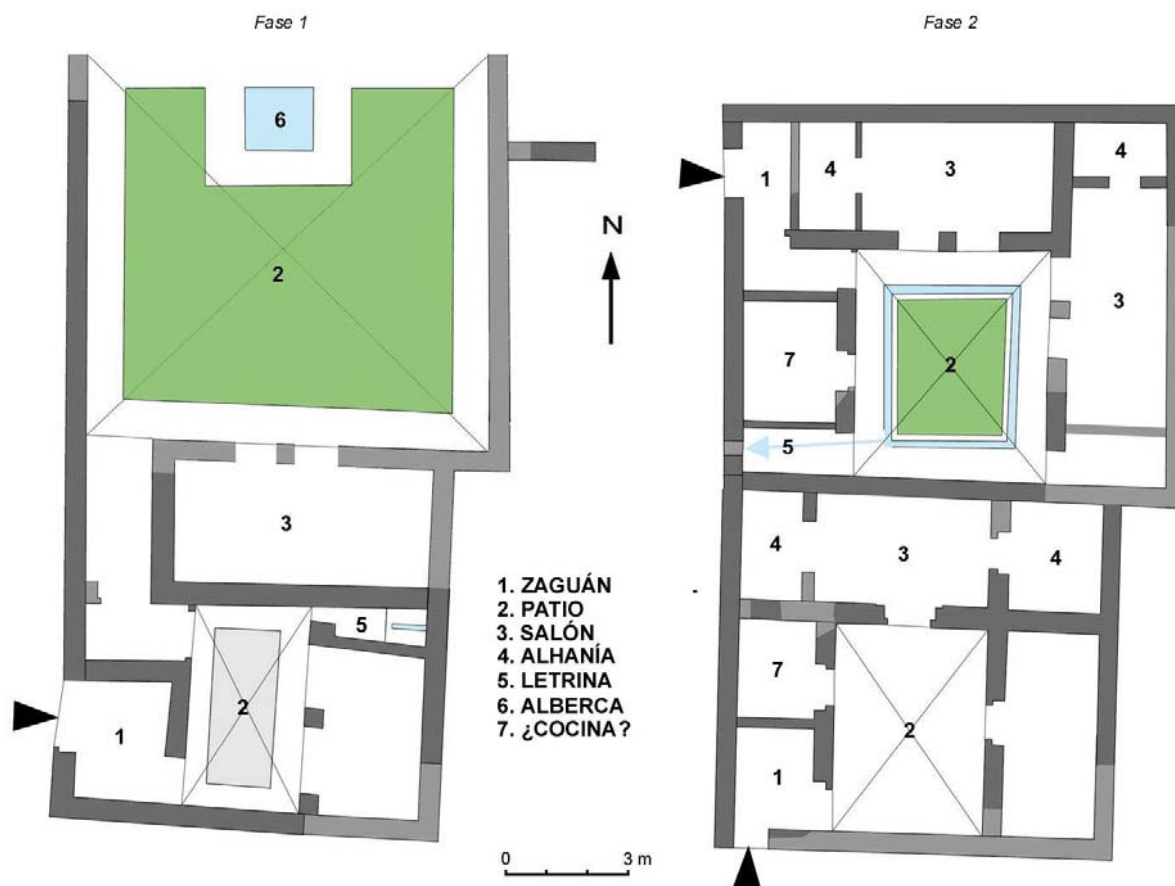 Fase 1
Fase 2
6
2
3
5
2
1
N
1
4
3
4
3
7
2
5
4
3
4
7
2
1
1. ZAGUÁN
2. PATIO
3. SALÓN
4. ALHANÍA
5. LETRINA
6. ALBERCA
7. ¿COCINA?
0 3 m